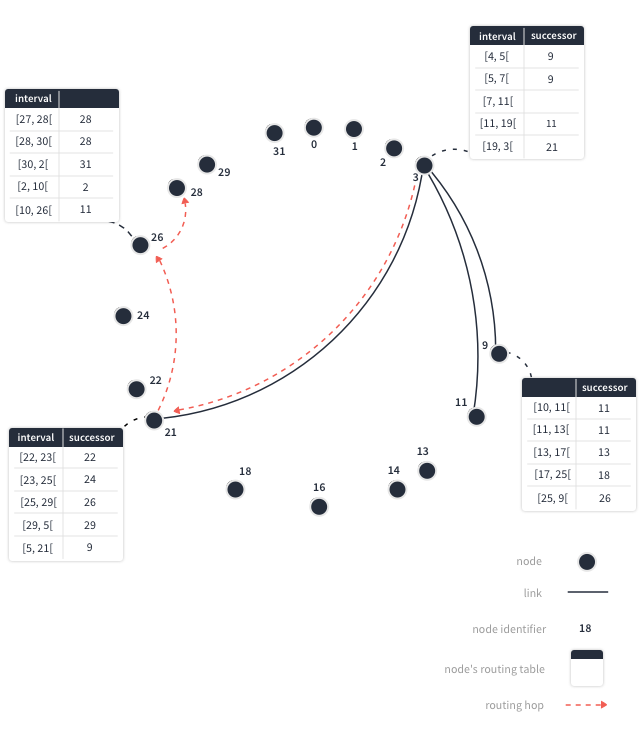 interval successor
[4, 5[ 9
[5, 7[ 9
[7, 11[
[11, 19[ 11
[19, 3[ 21
interval
[27, 28[ 28
[28, 30[ 28
[30, 2[ 31
[2, 10[ 2
[10, 26[ 11
31
0
1
2
3
29
28
26
24
22
21
9
11
13
14
16
18
successor
[10, 11[ 11
[11, 13[ 11
[13, 17[ 13
[17, 25[ 18
[25, 9[ 26
interval successor
[22, 23[ 22
[23, 25[ 24
[25, 29[ 26
[29, 5[ 29
[5, 21[ 9
node
link
node identifier 18
node's routing table
routing hop